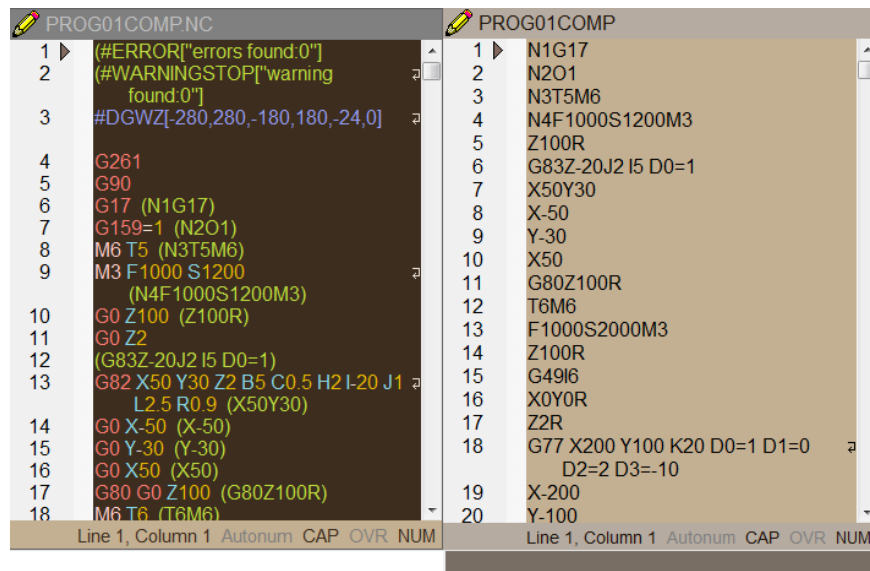 PROG01COMP.NC
1 (#ERROR["errors found:0"]
2 (#WARNINGSTOP["warning
found:0"]
3 #DGWZ[-280,280,-180,180,-24,0]
4 G261
5 G90
6 G17 (N1G17)
7 G159=1 (N2O1)
8 M6 T5 (N3T5M6)
9 M3 F1000 S1200
(N4F1000S1200M3)
10 G0 Z100 (Z100R)
11 G0 Z2
12 (G83Z-20J2 I5 D0=1)
13 G82 X50 Y30 Z2 B5 C0.5 H2 I-20 J1
L2.5 R0.9 (X50Y30)
14 G0 X-50 (X-50)
15 G0 Y-30 (Y-30)
16 G0 X50 (X50)
17 G80 G0 Z100 (G80Z100R)
18 M6 T6 (T6M6)
Line 1, Column 1 Autonum CAP OVR NUM
PROG01COMP
1 N1G17
2 N2O1
3 N3T5M6
4 N4F1000S1200M3
5 Z100R
6 G83Z-20J2 I5 D0=1
7 X50Y30
8 X-50
9 Y-30
10 X50
11 G80Z100R
12 T6M6
13 F1000S2000M3
14 Z100R
15 G49I6
16 X0Y0R
17 Z2R
18 G77 X200 Y100 K20 D0=1 D1=0
D2=2 D3=-10
19 X-200
20 Y-100
Line 1, Column 1 Autonum CAP OVR NUM